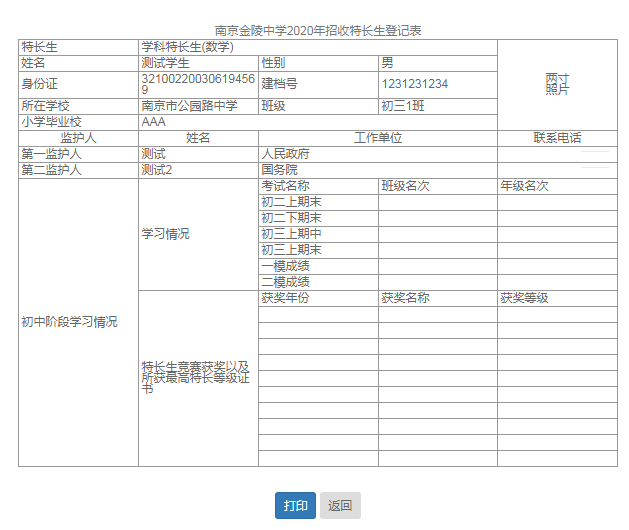 南京金陵中学2020年招收特长生登记表
特长生 学科特长生(数学)
姓名 测试学生 性别 男
两寸
照片
身份证 32100220030619456
9 建档号 1231231234
所在学校 南京市公园路中学 班级 初三1班
小学毕业校 AAA
监护人 姓名 工作单位 联系电话
第一监护人 测试 人民政府
第二监护人 测试2 国务院
初中阶段学习情况
学习情况
考试名称 班级名次 年级名次
初二上期末
初二下期末
初三上期中
初三上期末
一模成绩
二模成绩
特长生竞赛获奖以及
所获最高特长等级证
书
获奖年份 获奖名称 获奖等级
打印 返回